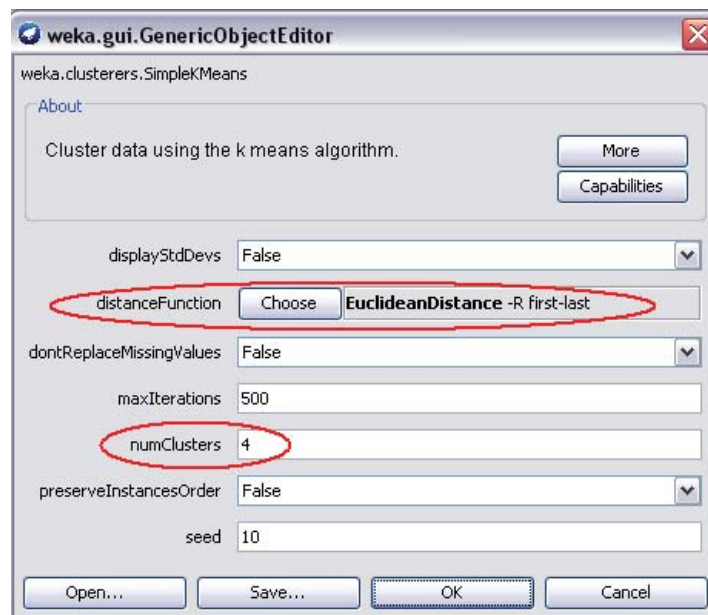 weka.gui.GenericObjectEditor
weka.clusterers.SimpleKMeans
About
Cluster data using the k means algorithm.
More
Capabilities
displayStdDevs False
distanceFunction Choose EuclideanDistance -R first-last
dontReplaceMissingValues False
maxIterations 500
numClusters 4
preserveInstancesOrder False
seed 10
Open... Save... OK Cancel